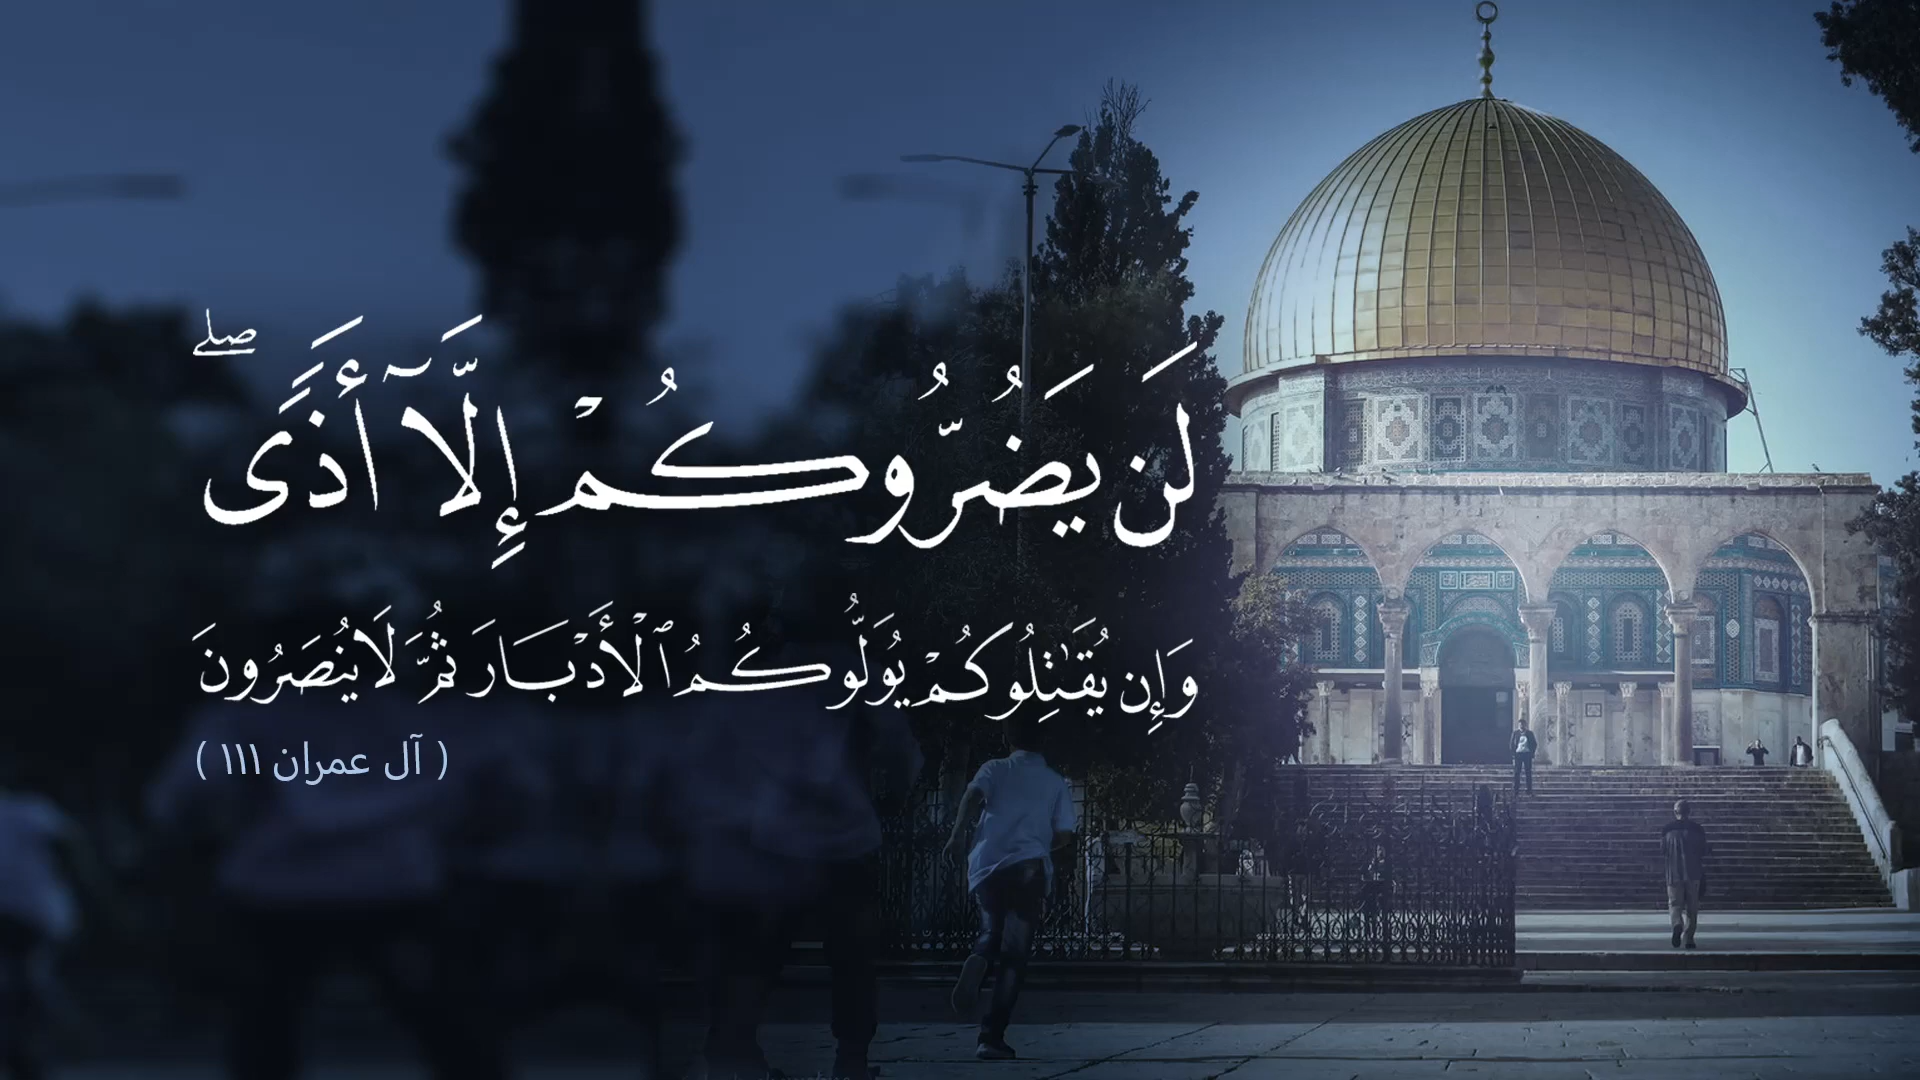 لَن يَضُرُّوكُمْ إِلَّآ أَذًى ۖ
وَإِن يُقَٰتِلُوكُمْ يُوَلُّوكُمُ ٱلْأَدْبَارَ ثُمَّ لَا يُنصَرُونَ
( آل عمران ١١١ )